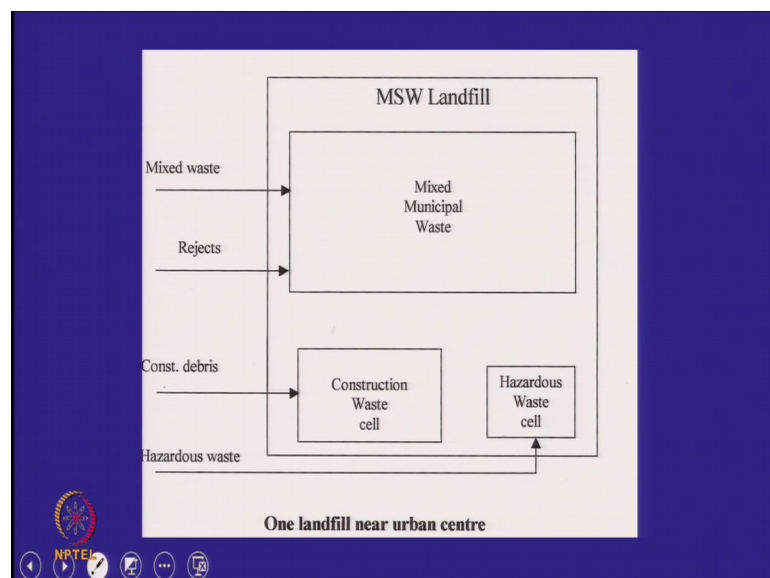 MSW Landfill
Mixed waste
Mixed
Municipal
Waste
Rejects
Const. debris
Construction
Waste
cell
Hazardous
Waste
cell
Hazardous waste
One landfill near urban centre
NPTEL